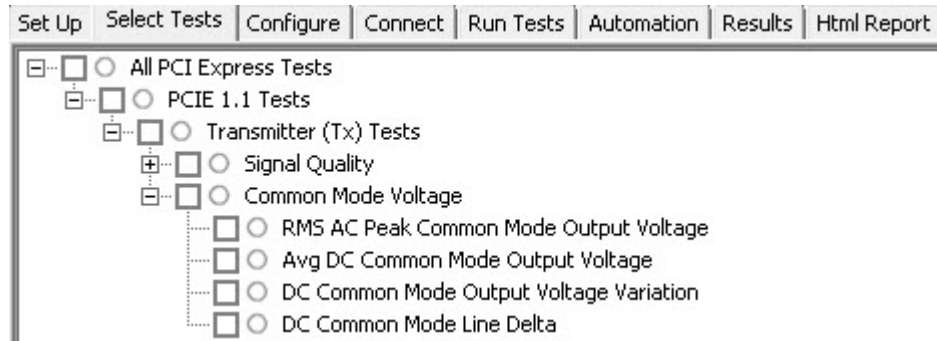 Set Up Select Tests Configure Connect Run Tests Automation Results Html Report
All PCI Express Tests
PCIE 1.1 Tests
Transmitter (Tx) Tests
Signal Quality
Common Mode Voltage
RMS AC Peak Common Mode Output Voltage
Avg DC Common Mode Output Voltage
DC Common Mode Output Voltage Variation
DC Common Mode Line Delta